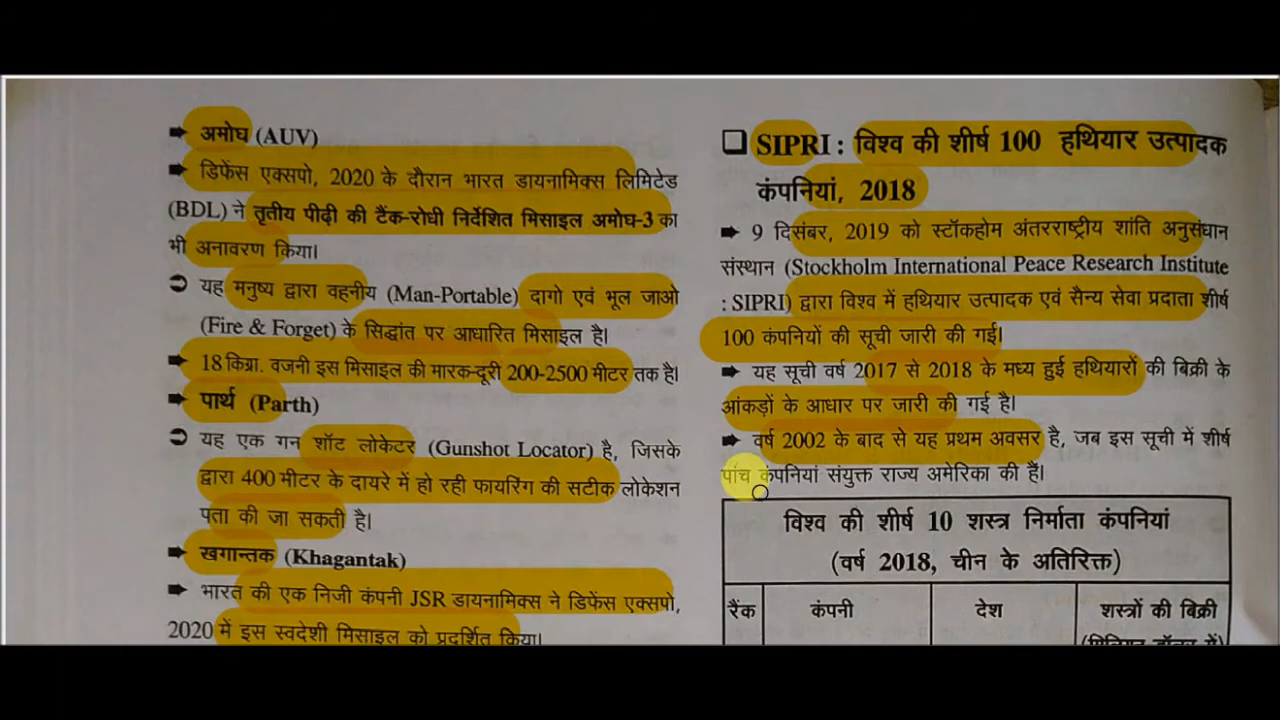 ➡ अमोघ (AUV)
➡ डिफेंस एक्सपो, 2020 के दौरान भारत डायनामिक्स लिमिटेड
(BDL) ने तृतीय पीढ़ी की टैंक-रोधी निर्देशित मिसाइल अमोघ-3 का
भी अनावरण किया।
➲ यह मनुष्य द्वारा वहनीय (Man-Portable) दागो एवं भूल जाओ
(Fire & Forget) के सिद्धांत पर आधारित मिसाइल है।
➡ 18 किग्रा. वजनी इस मिसाइल की मारक-दूरी 200-2500 मीटर तक है।
➡ पार्थ (Parth)
➲ यह एक गन शॉट लोकेटर (Gunshot Locator) है, जिसके
द्वारा 400 मीटर के दायरे में हो रही फायरिंग की सटीक लोकेशन
पता की जा सकती है।
➡ खगान्तक (Khagantak)
➡ भारत की एक निजी कंपनी JSR डायनामिक्स ने डिफेंस एक्सपो,
2020 में इस स्वदेशी मिसाइल को प्रदर्शित किया।
❑ SIPRI : विश्व की शीर्ष 100 हथियार उत्पादक
कंपनियां, 2018
➡ 9 दिसंबर, 2019 को स्टॉकहोम अंतरराष्ट्रीय शांति अनुसंधान
संस्थान (Stockholm International Peace Research Institute
: SIPRI) द्वारा विश्व में हथियार उत्पादक एवं सैन्य सेवा प्रदाता शीर्ष
100 कंपनियों की सूची जारी की गई।
➡ यह सूची वर्ष 2017 से 2018 के मध्य हुई हथियारों की बिक्री के
आंकड़ों के आधार पर जारी की गई है।
➡ वर्ष 2002 के बाद से यह प्रथम अवसर है, जब इस सूची में शीर्ष
पांच कंपनियां संयुक्त राज्य अमेरिका की हैं।
विश्व की शीर्ष 10 शस्त्र निर्माता कंपनियां
(वर्ष 2018, चीन के अतिरिक्त)
रैंक कंपनी देश शस्त्रों की बिक्री
(मिलियन डॉलर में)